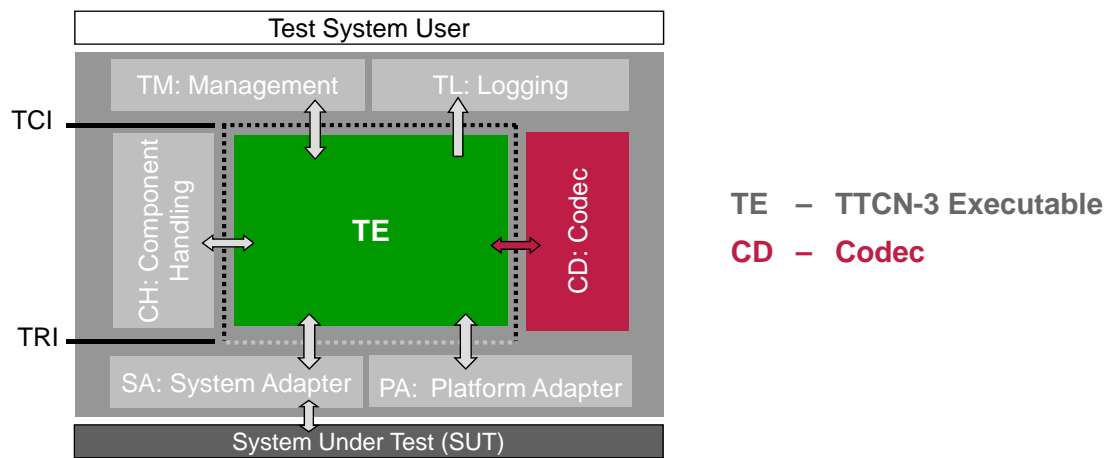 Test System User
TM: Management
TL: Logging
TCI
CH: Component
Handling
TE
CD: Codec
TE – TTCN-3 Executable
CD – Codec
TRI
SA: System Adapter
PA: Platform Adapter
System Under Test (SUT)